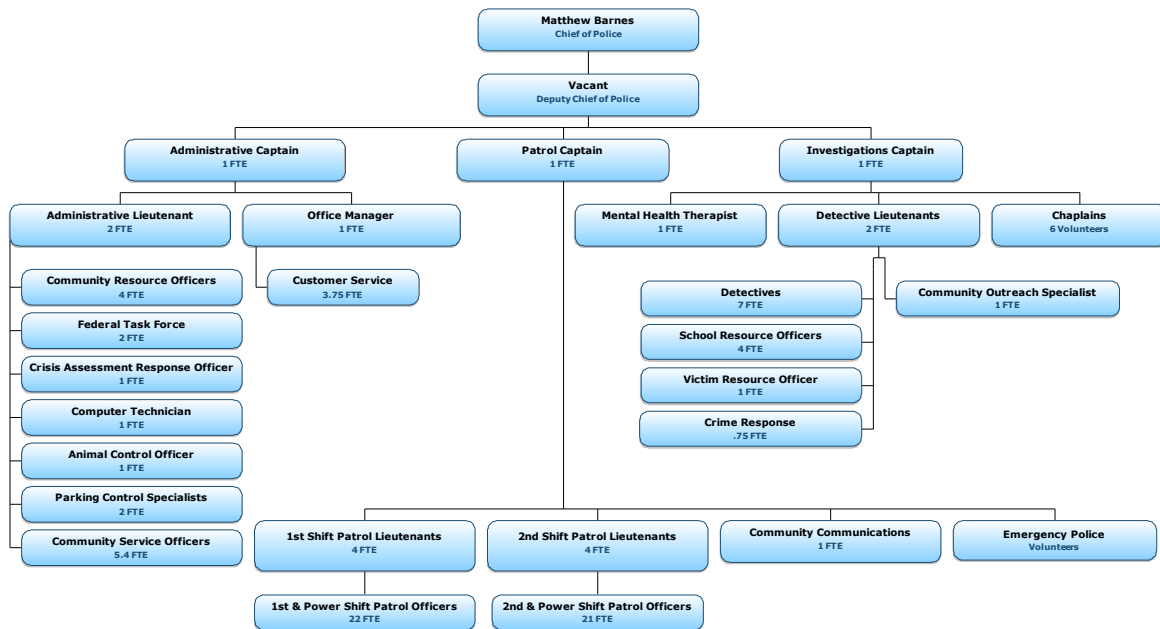 Matthew Barnes
Chief of Police
Vacant
Deputy Chief of Police
Administrative Captain
1 FTE
Patrol Captain
1 FTE
Investigations Captain
1 FTE
Administrative Lieutenant
2 FTE
Office Manager
1 FTE
Mental Health Therapist
1 FTE
Detective Lieutenants
2 FTE
Chaplains
6 Volunteers
Community Resource Officers
4 FTE
Customer Service
3.75 FTE
Detectives
7 FTE
Community Outreach Specialist
1 FTE
Federal Task Force
2 FTE
School Resource Officers
4 FTE
Crisis Assessment Response Officer
1 FTE
Victim Resource Officer
1 FTE
Computer Technician
1 FTE
Crime Response
.75 FTE
Animal Control Officer
1 FTE
Parking Control Specialists
2 FTE
Community Service Officers
5.4 FTE
1st Shift Patrol Lieutenants
4 FTE
2nd Shift Patrol Lieutenants
4 FTE
Community Communications
1 FTE
Emergency Police
Volunteers
1st & Power Shift Patrol Officers
22 FTE
2nd & Power Shift Patrol Officers
21 FTE